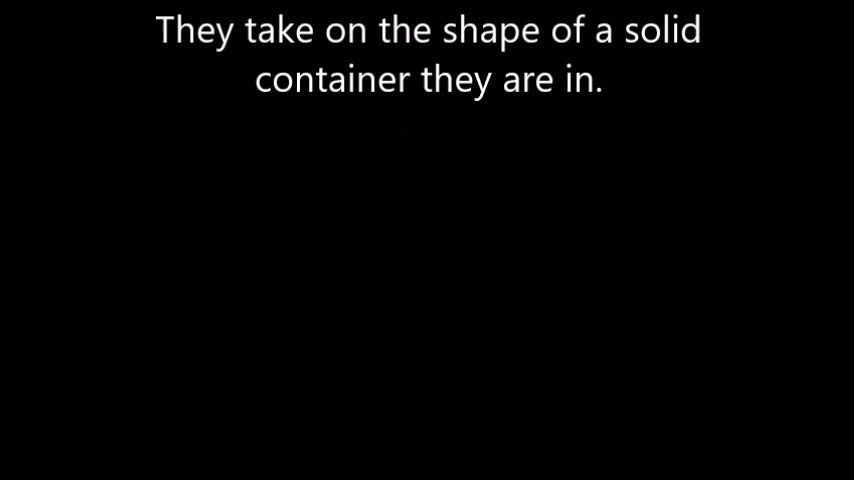 They take on the shape of a solid
container they are in.